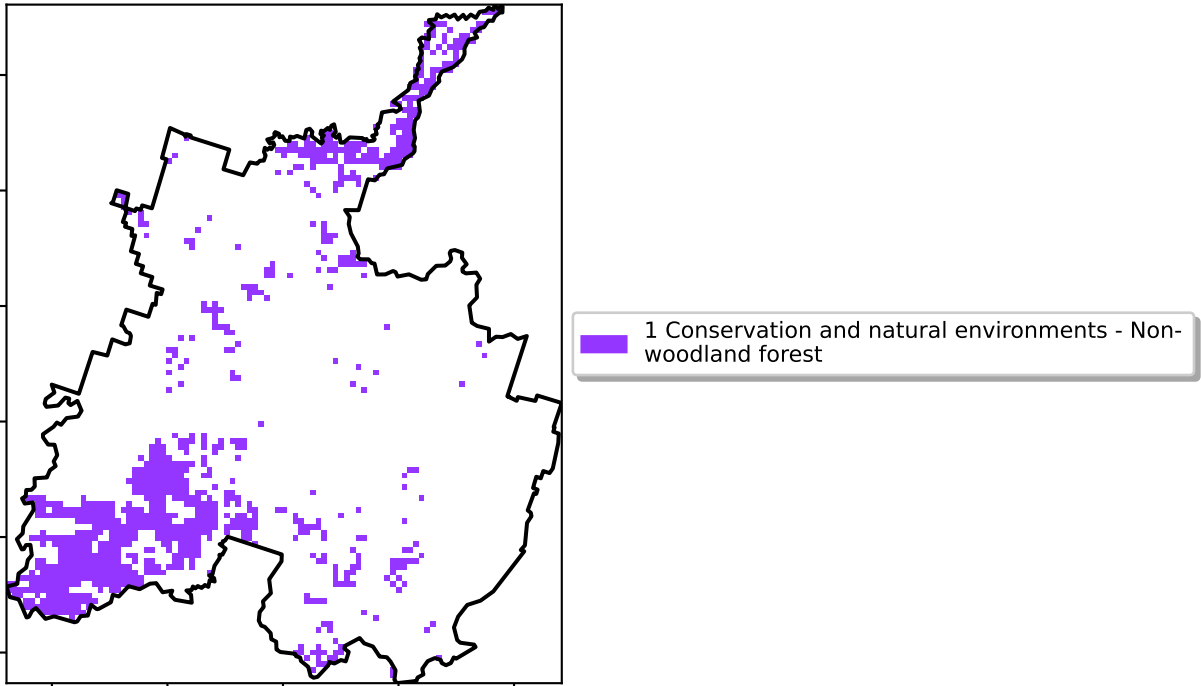 1 Conservation and natural environments - Non-
woodland forest